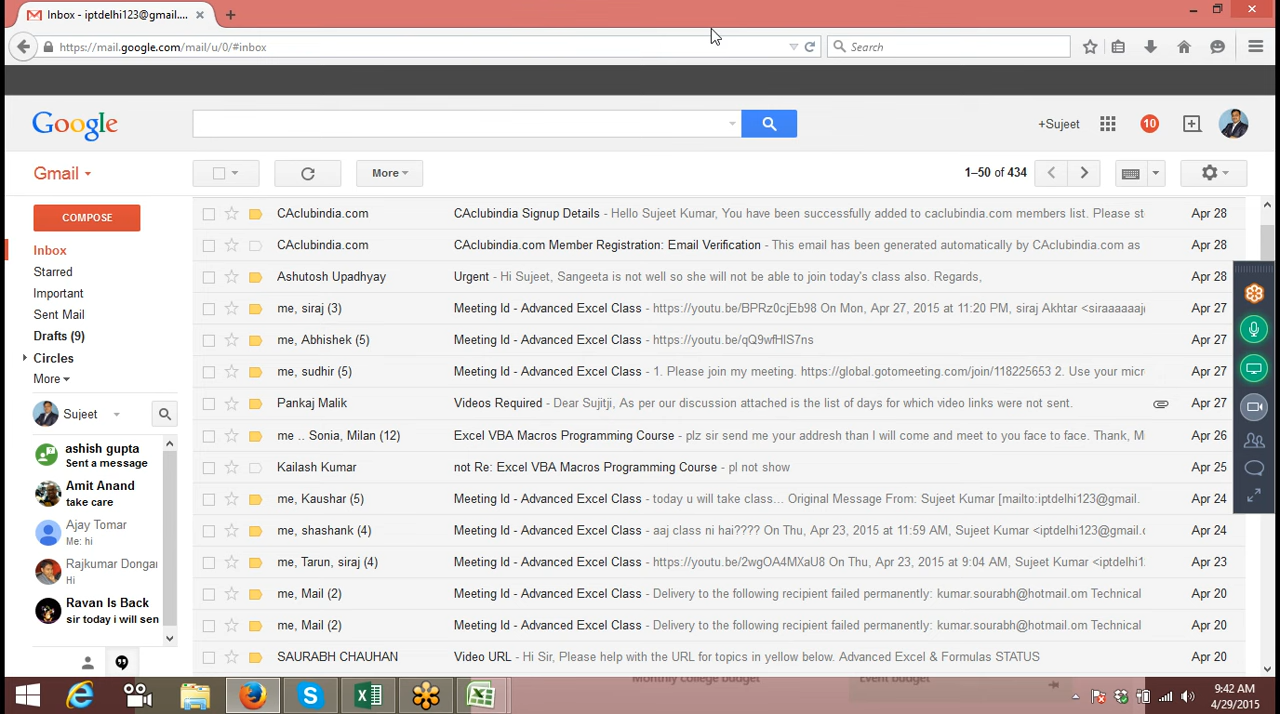 Inbox - iptdelhi123@gmail....
https://mail.google.com/mail/u/0/#inbox
Search
Google
+Sujeet
10
Gmail
More
1–50 of 434
COMPOSE
Inbox
Starred
Important
Sent Mail
Drafts (9)
Circles
More
Sujeet
ashish gupta
Sent a message
Amit Anand
take care
Ajay Tomar
Me: hi
Rajkumar Dongar
Hi
Ravan Is Back
sir today i will sen
CAclubindia.com CAclubindia Signup Details - Hello Sujeet Kumar, You have been successfully added to caclubindia.com members list. Please st Apr 28
CAclubindia.com CAclubindia.com Member Registration: Email Verification - This email has been generated automatically by CAclubindia.com as Apr 28
Ashutosh Upadhyay Urgent - Hi Sujeet, Sangeeta is not well so she will not be able to join today's class also. Regards, Apr 28
me, siraj (3) Meeting Id - Advanced Excel Class - https://youtu.be/BPRz0cjEb98 On Mon, Apr 27, 2015 at 11:20 PM, siraj Akhtar <siraaaaaaj Apr 27
me, Abhishek (5) Meeting Id - Advanced Excel Class - https://youtu.be/qQ9wfHIS7ns Apr 27
me, sudhir (5) Meeting Id - Advanced Excel Class - 1. Please join my meeting. https://global.gotomeeting.com/join/118225653 2. Use your micr Apr 27
Pankaj Malik Videos Required - Dear Sujitji, As per our discussion attached is the list of days for which video links were not sent. Apr 27
me .. Sonia, Milan (12) Excel VBA Macros Programming Course - plz sir send me your addresh than I will come and meet to you face to face. Thank, M Apr 26
Kailash Kumar not Re: Excel VBA Macros Programming Course - pl not show Apr 25
me, Kaushar (5) Meeting Id - Advanced Excel Class - today u will take class... Original Message From: Sujeet Kumar [mailto:iptdelhi123@gmail. Apr 24
me, shashank (4) Meeting Id - Advanced Excel Class - aaj class ni hai???? On Thu, Apr 23, 2015 at 11:59 AM, Sujeet Kumar <iptdelhi123@gmail.c Apr 24
me, Tarun, siraj (4) Meeting Id - Advanced Excel Class - https://youtu.be/2wgOA4MXaU8 On Thu, Apr 23, 2015 at 9:04 AM, Sujeet Kumar <iptdelhi1 Apr 23
me, Mail (2) Meeting Id - Advanced Excel Class - Delivery to the following recipient failed permanently: kumar.sourabh@hotmail.om Technical Apr 20
me, Mail (2) Meeting Id - Advanced Excel Class - Delivery to the following recipient failed permanently: kumar.sourabh@hotmail.com Technical Apr 20
SAURABH CHAUHAN Video URL - Hi Sir, Please help with the URL for topics in yellow below. Advanced Excel & Formulas STATUS Apr 20
Monthly college budget
Event budget
9:42 AM
4/29/2015